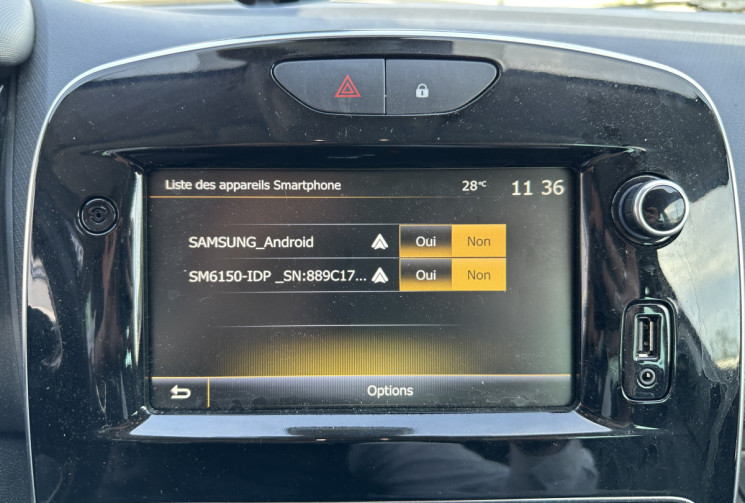 Liste des appareils Smartphone 28°C 11 36
SAMSUNG_Android Oui Non
SM6150-IDP _SN:889C17... Oui Non
Options